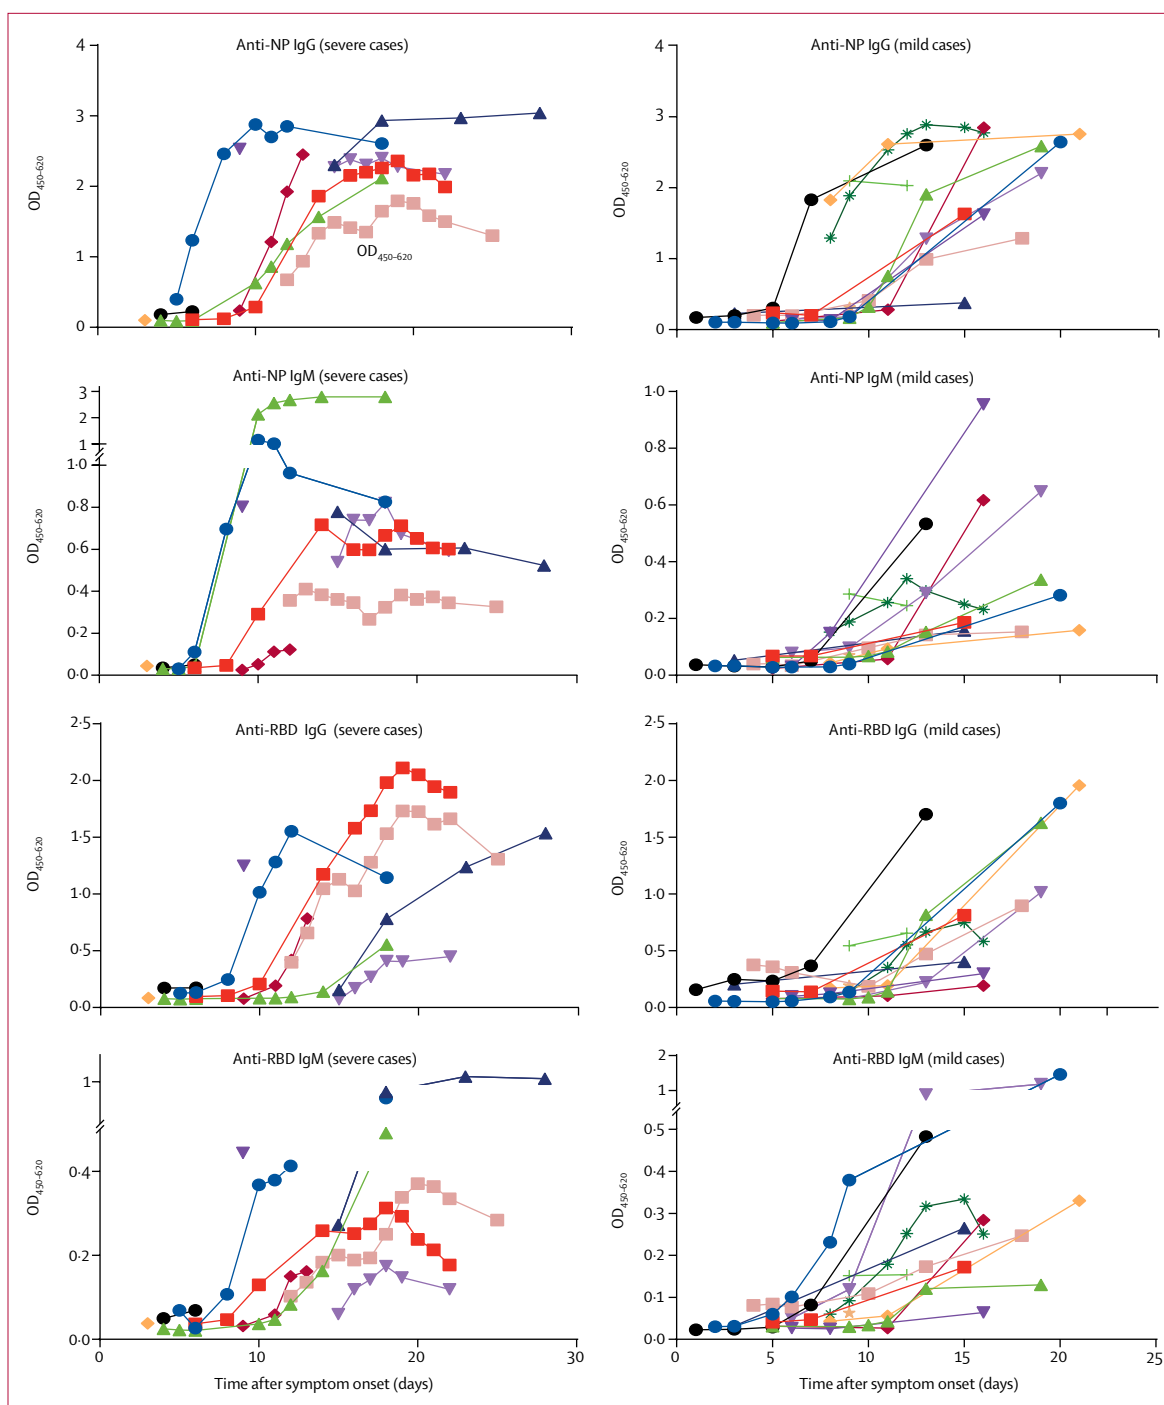 Anti-NP IgG (severe cases)
4
3
2
1
0
OD450–620
OD450–620
Anti-NP IgG (mild cases)
4
3
2
1
0
OD450–620
Anti-NP IgM (severe cases)
3
2
1
1·0
0·8
0·6
0·4
0·2
0·0
OD450–620
Anti-NP IgM (mild cases)
1·0
0·8
0·6
0·4
0·2
0·0
OD450–620
Anti-RBD IgG (severe cases)
2·5
2·0
1·5
1·0
0·5
0·0
OD450–620
Anti-RBD IgG (mild cases)
2·5
2·0
1·5
1·0
0·5
0·0
OD450–620
Anti-RBD IgM (severe cases)
1
0·4
0·2
0·0
OD450–620
0 10 20 30
Time after symptom onset (days)
Anti-RBD IgM (mild cases)
2
1
0·5
0·4
0·3
0·2
0·1
0·0
OD450–620
0 5 10 15 20 25
Time after symptom onset (days)